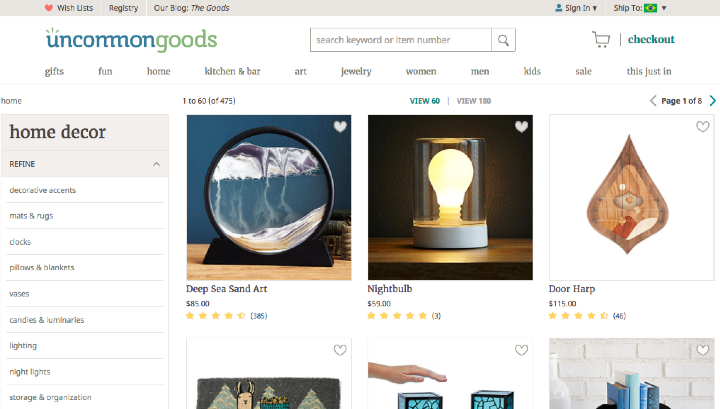 Wish Lists
Registry
Our Blog: The Goods
Sign In
Ship To:
uncommongoods
search keyword or item number
checkout
gifts
fun
home
kitchen & bar
art
jewelry
women
men
kids
sale
this just in
home
1 to 60 (of 475)
VIEW 60 | VIEW 180
Page 1 of 8
home decor
REFINE
decorative accents
mats & rugs
clocks
pillows & blankets
vases
candles & luminaries
lighting
night lights
storage & organization
Deep Sea Sand Art
$85.00
(385)
Nightbulb
$59.00
(3)
Door Harp
$115.00
(46)